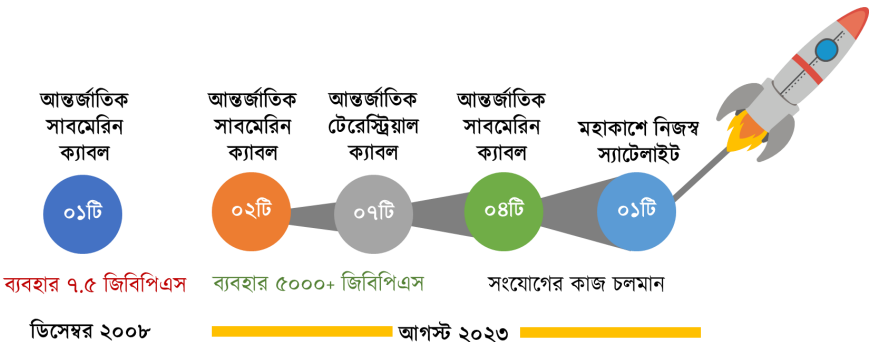 আন্তর্জাতিক
সাবমেরিন
ক্যাবল
০১টি
ব্যবহার ৭.৫ জিবিপিএস
ডিসেম্বর ২০০৮
আন্তর্জাতিক
সাবমেরিন
ক্যাবল
০২টি
আন্তর্জাতিক
টেরেস্ট্রিয়াল
ক্যাবল
০৭টি
ব্যবহার ৫০০০+ জিবিপিএস
আন্তর্জাতিক
সাবমেরিন
ক্যাবল
০৪টি
মহাকাশে নিজস্ব
স্যাটেলাইট
০১টি
সংযোগের কাজ চলমান
আগস্ট ২০২৩